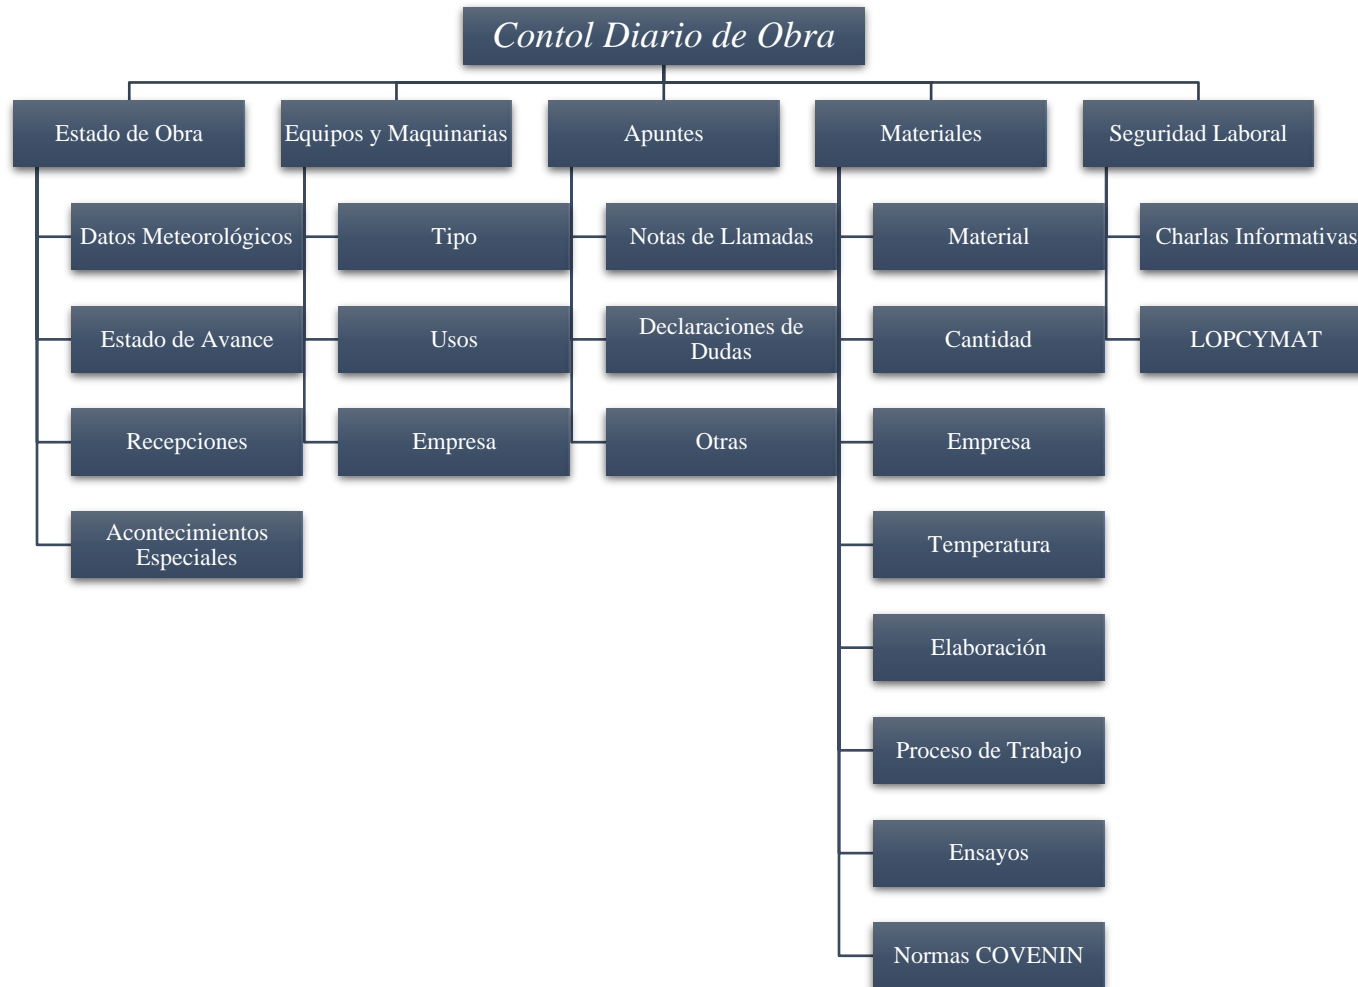 Contol Diario de Obra
Estado de Obra
Equipos y Maquinarias
Apuntes
Materiales
Seguridad Laboral
Datos Meteorológicos
Tipo
Notas de Llamadas
Material
Charlas Informativas
Estado de Avance
Usos
Declaraciones de
Dudas
Cantidad
LOPCYMAT
Recepciones
Empresa
Otras
Empresa
Acontecimientos
Especiales
Temperatura
Elaboración
Proceso de Trabajo
Ensayos
Normas COVENIN